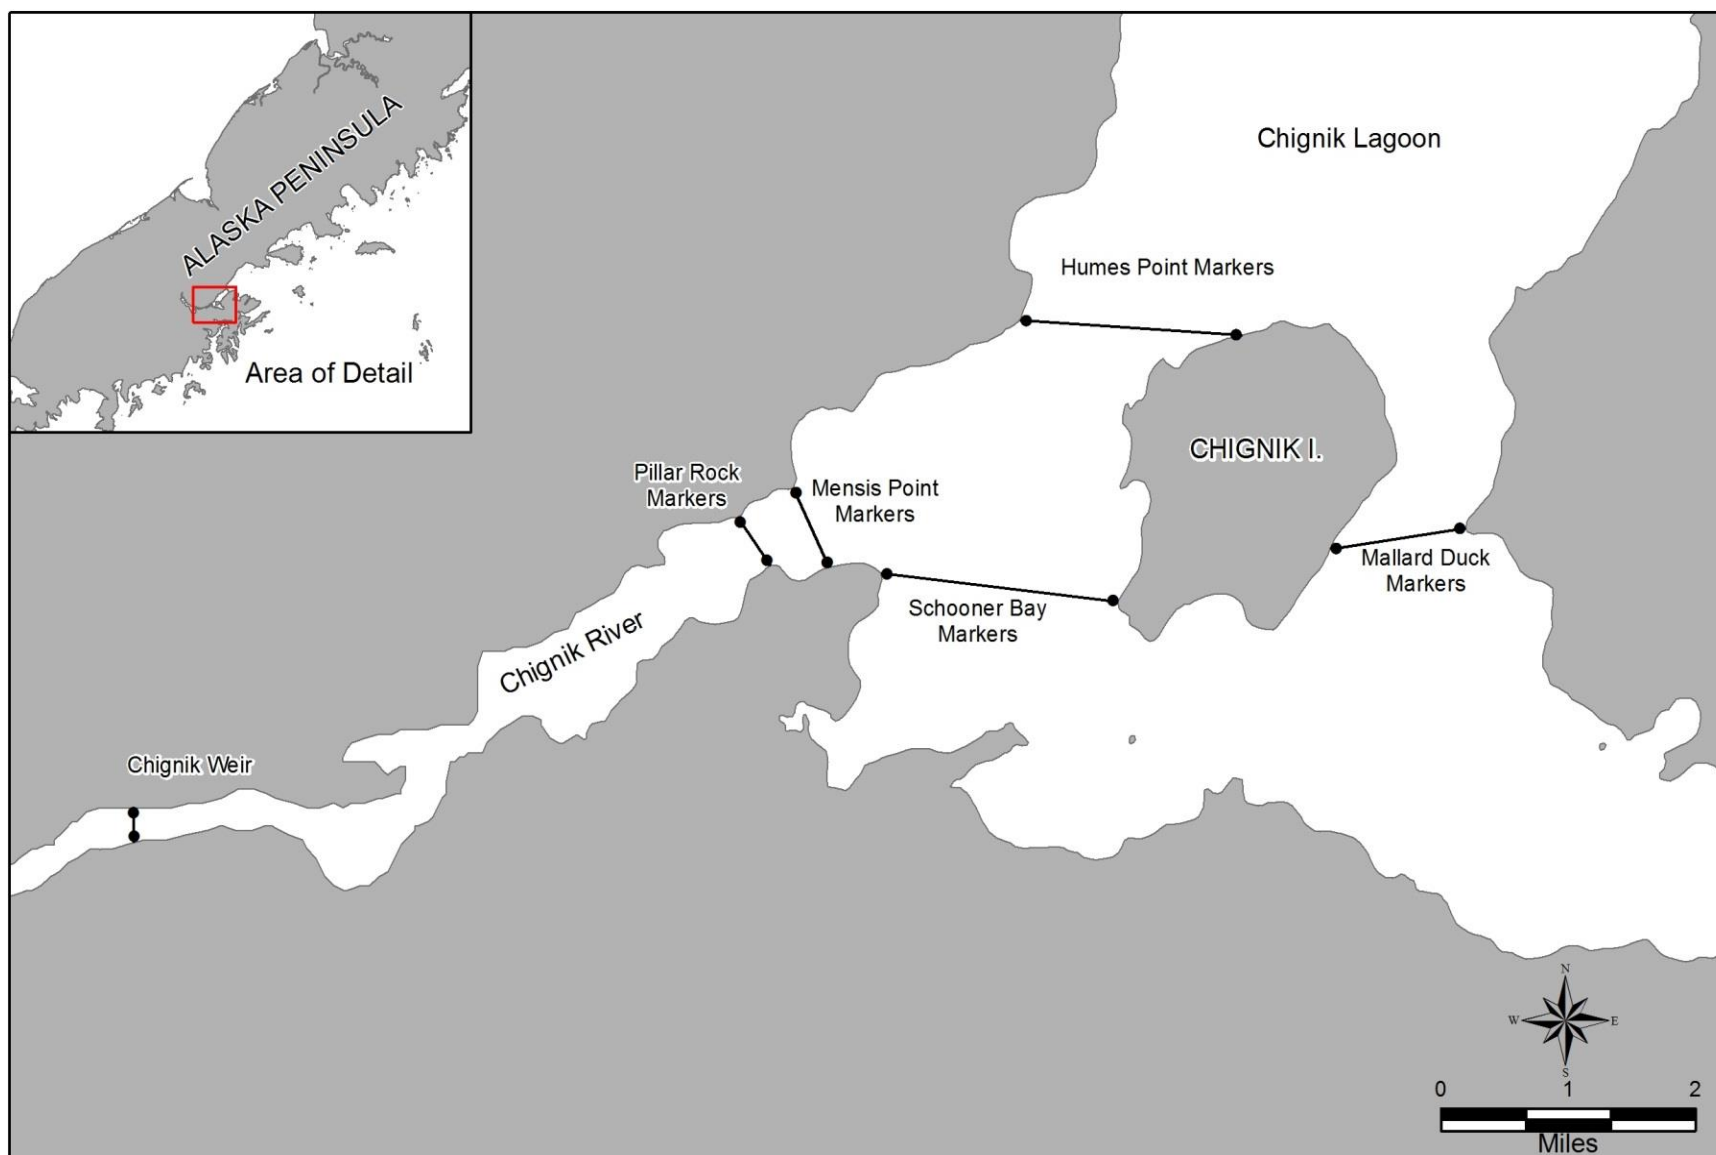 ALASKA PENINSULA
Area of Detail
Chignik Lagoon
Humes Point Markers
CHIGNIK I.
Pillar Rock
Markers
Mensis Point
Markers
Mallard Duck
Markers
Schooner Bay
Markers
Chignik River
Chignik Weir
N
W
E
S
0 1 2
Miles